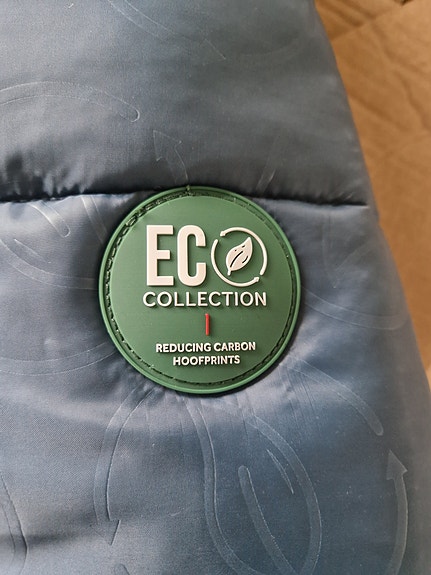 ECO
COLLECTION
REDUCING CARBON
HOOFPRINTS